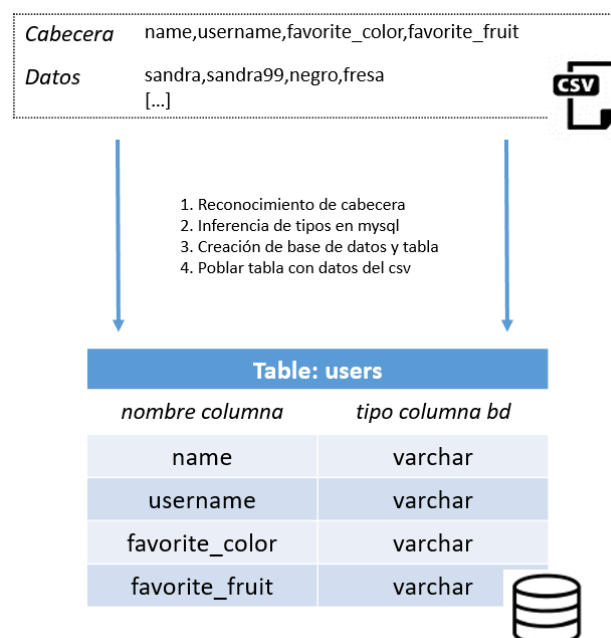 Cabecera name,username,favorite_color,favorite_fruit
Datos sandra,sandra99,negro,fresa
[...]
CSV
1. Reconocimiento de cabecera
2. Inferencia de tipos en mysql
3. Creación de base de datos y tabla
4. Poblar tabla con datos del csv
Table: users
nombre columna tipo columna bd
name varchar
username varchar
favorite_color varchar
favorite_fruit varchar